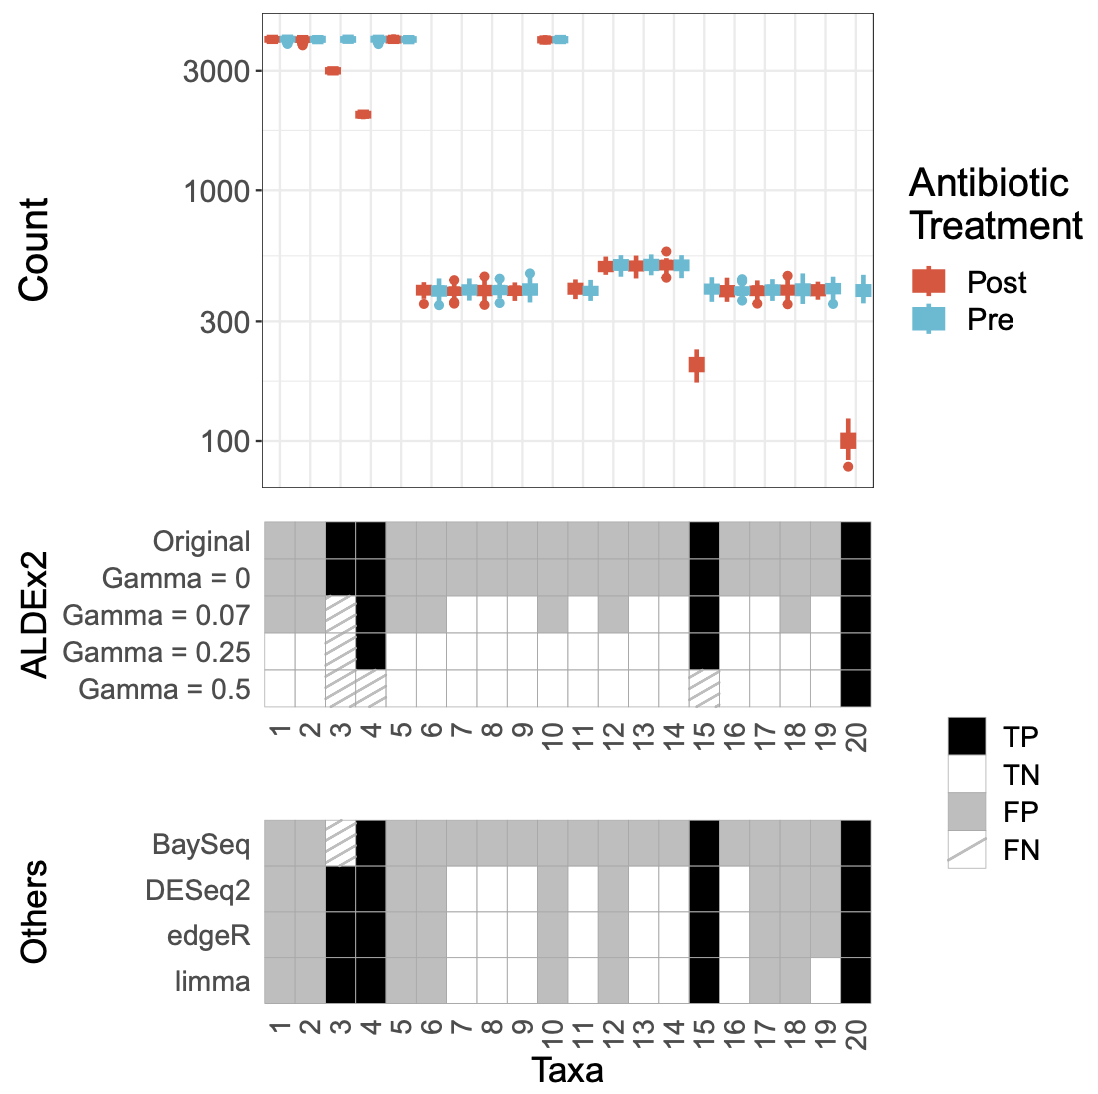 3000
1000
300
100
Count
Antibiotic
Treatment
Post
Pre
ALDEx2
Original
Gamma = 0
Gamma = 0.07
Gamma = 0.25
Gamma = 0.5
1 2 3 4 5 6 7 8 9 10 11 12 13 14 15 16 17 18 19 20
TP
TN
FP
FN
Others
BaySeq
DESeq2
edgeR
limma
1 2 3 4 5 6 7 8 9 10 11 12 13 14 15 16 17 18 19 20
Taxa